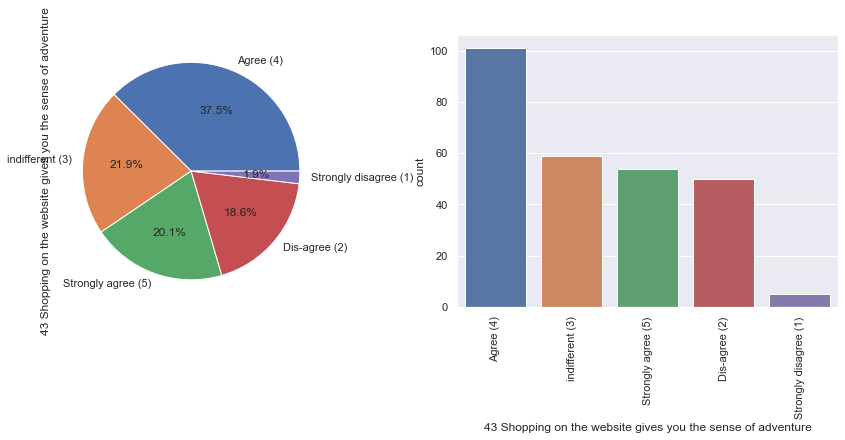 43 Shopping on the website gives you the sense of adventure
Agree (4)
37.5%
indifferent (3)
21.9%
Strongly agree (5)
20.1%
Dis-agree (2)
18.6%
Strongly disagree (1)
1.9%
count
100
80
60
40
20
0
Agree (4)
indifferent (3)
Strongly agree (5)
Dis-agree (2)
Strongly disagree (1)
43 Shopping on the website gives you the sense of adventure